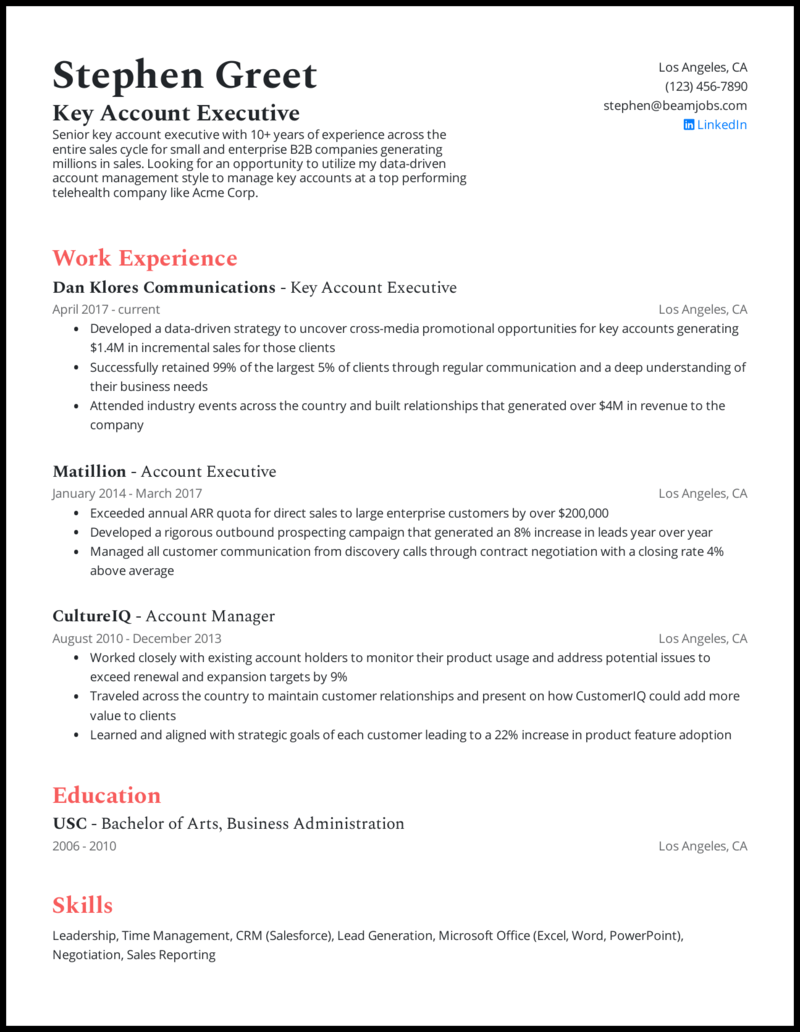 Stephen Greet
Key Account Executive
Senior key account executive with 10+ years of experience across the
entire sales cycle for small and enterprise B2B companies generating
millions in sales. Looking for an opportunity to utilize my data-driven
account management style to manage key accounts at a top performing
telehealth company like Acme Corp.
Los Angeles, CA
(123) 456-7890
stephen@beamjobs.com
LinkedIn
Work Experience
Dan Klores Communications - Key Account Executive
April 2017 - current Los Angeles, CA
• Developed a data-driven strategy to uncover cross-media promotional opportunities for key accounts generating
$1.4M in incremental sales for those clients
• Successfully retained 99% of the largest 5% of clients through regular communication and a deep understanding of
their business needs
• Attended industry events across the country and built relationships that generated over $4M in revenue to the
company
Matillion - Account Executive
January 2014 - March 2017 Los Angeles, CA
• Exceeded annual ARR quota for direct sales to large enterprise customers by over $200,000
• Developed a rigorous outbound prospecting campaign that generated an 8% increase in leads year over year
• Managed all customer communication from discovery calls through contract negotiation with a closing rate 4%
above average
CultureIQ - Account Manager
August 2010 - December 2013 Los Angeles, CA
• Worked closely with existing account holders to monitor their product usage and address potential issues to
exceed renewal and expansion targets by 9%
• Traveled across the country to maintain customer relationships and present on how CustomerIQ could add more
value to clients
• Learned and aligned with strategic goals of each customer leading to a 22% increase in product feature adoption
Education
USC - Bachelor of Arts, Business Administration
2006 - 2010 Los Angeles, CA
Skills
Leadership, Time Management, CRM (Salesforce), Lead Generation, Microsoft Office (Excel, Word, PowerPoint),
Negotiation, Sales Reporting